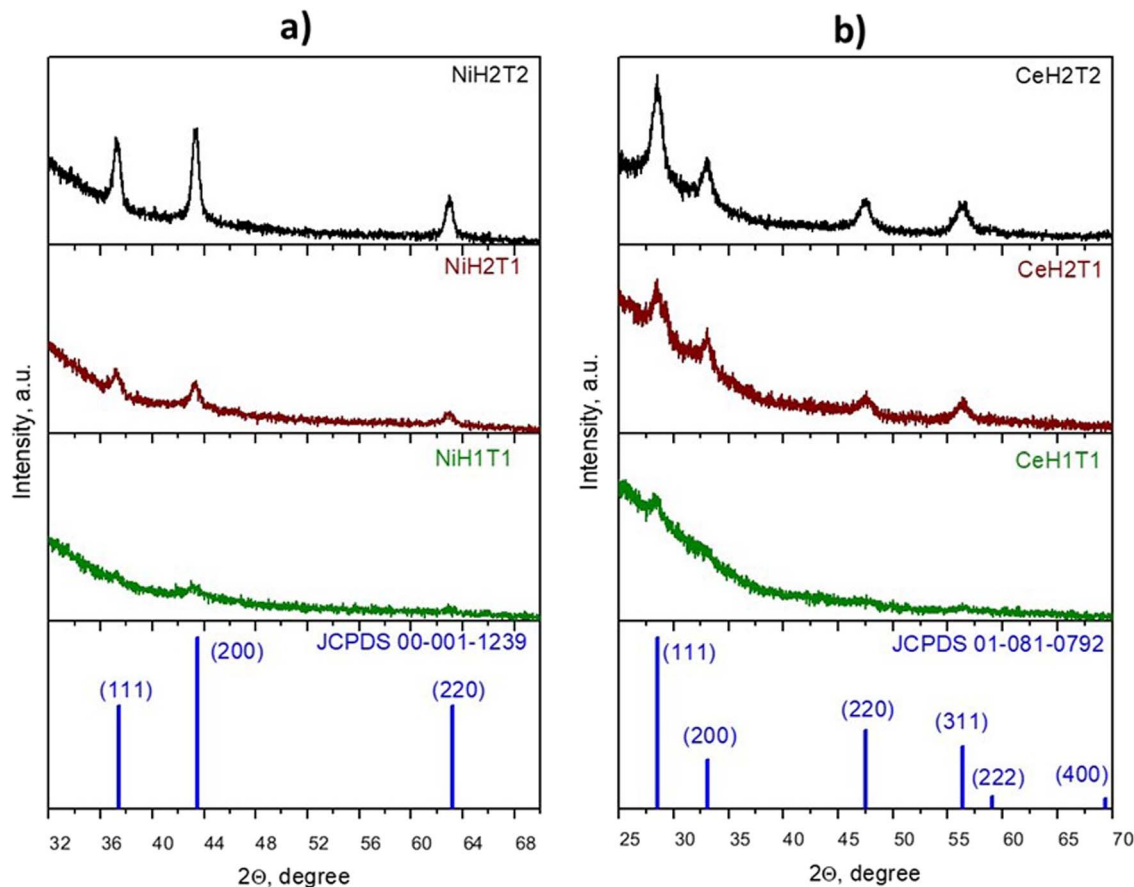 a)
NiH2T2
NiH2T1
NiH1T1
JCPDS 00-001-1239
(200)
(111)
(220)
Intensity, a.u.
32 36 40 44 48 52 56 60 64 68
2Θ, degree
b)
CeH2T2
CeH2T1
CeH1T1
JCPDS 01-081-0792
(111)
(220)
(311)
(200)
(222)
(400)
Intensity, a.u.
25 30 35 40 45 50 55 60 65 70
2Θ, degree